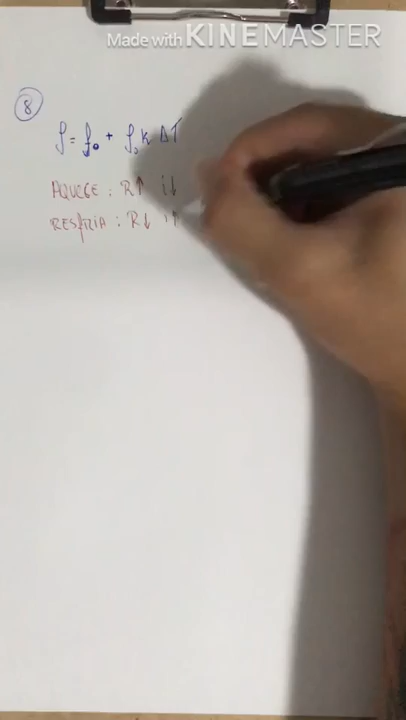 Made with KINEMASTER
8
ρ = ρ₀ + ρ₀ K ΔT
AQUECE : R↑ i↓
RESFRIA : R↓ i↑